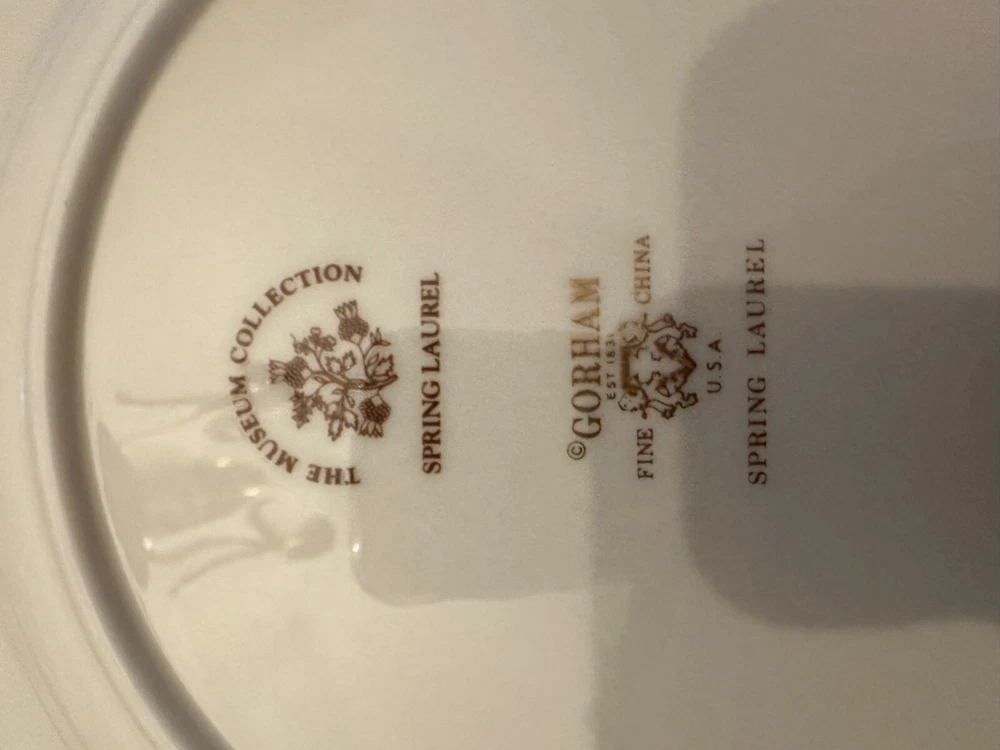 THE MUSEUM COLLECTION
SPRING LAUREL
©GORHAM
EST 1831
FINE CHINA
U.S.A.
SPRING LAUREL